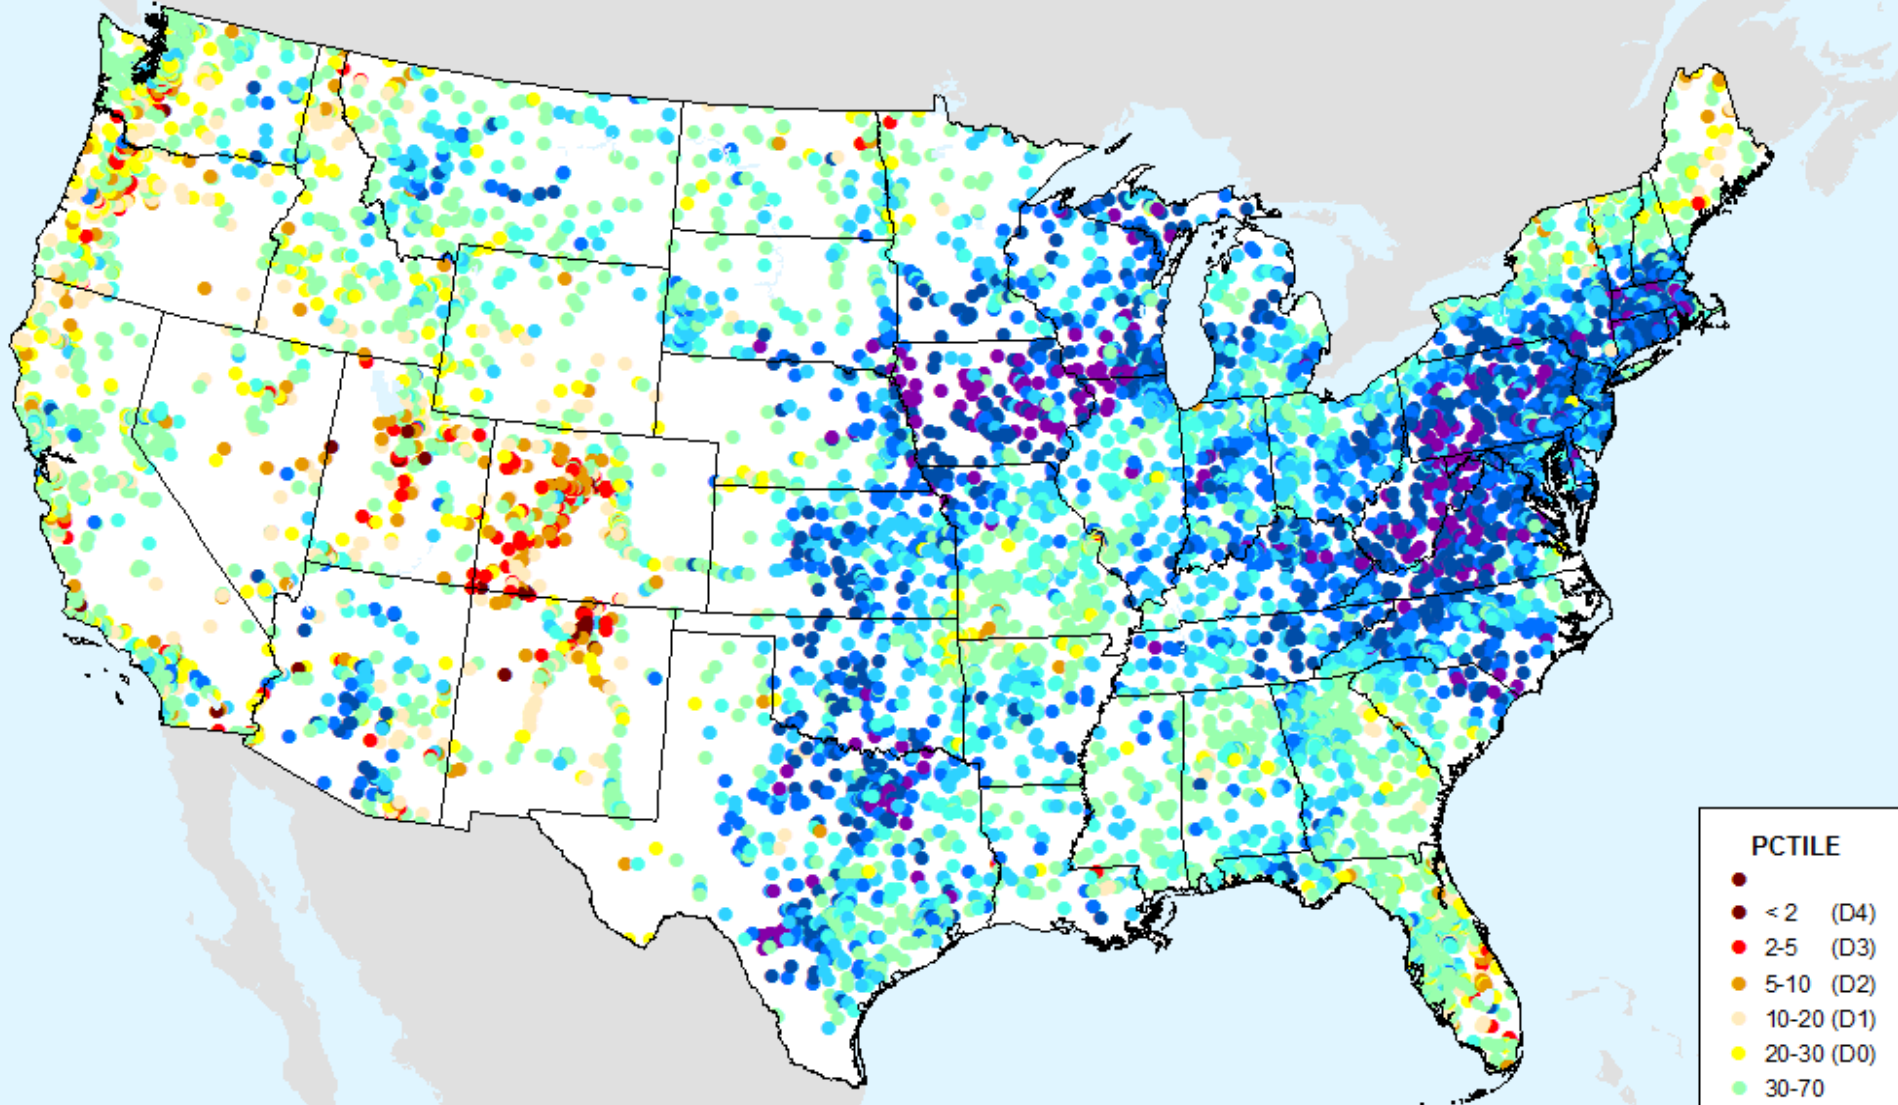 PCTILE
< 2 (D4)
2-5 (D3)
5-10 (D2)
10-20 (D1)
20-30 (D0)
30-70